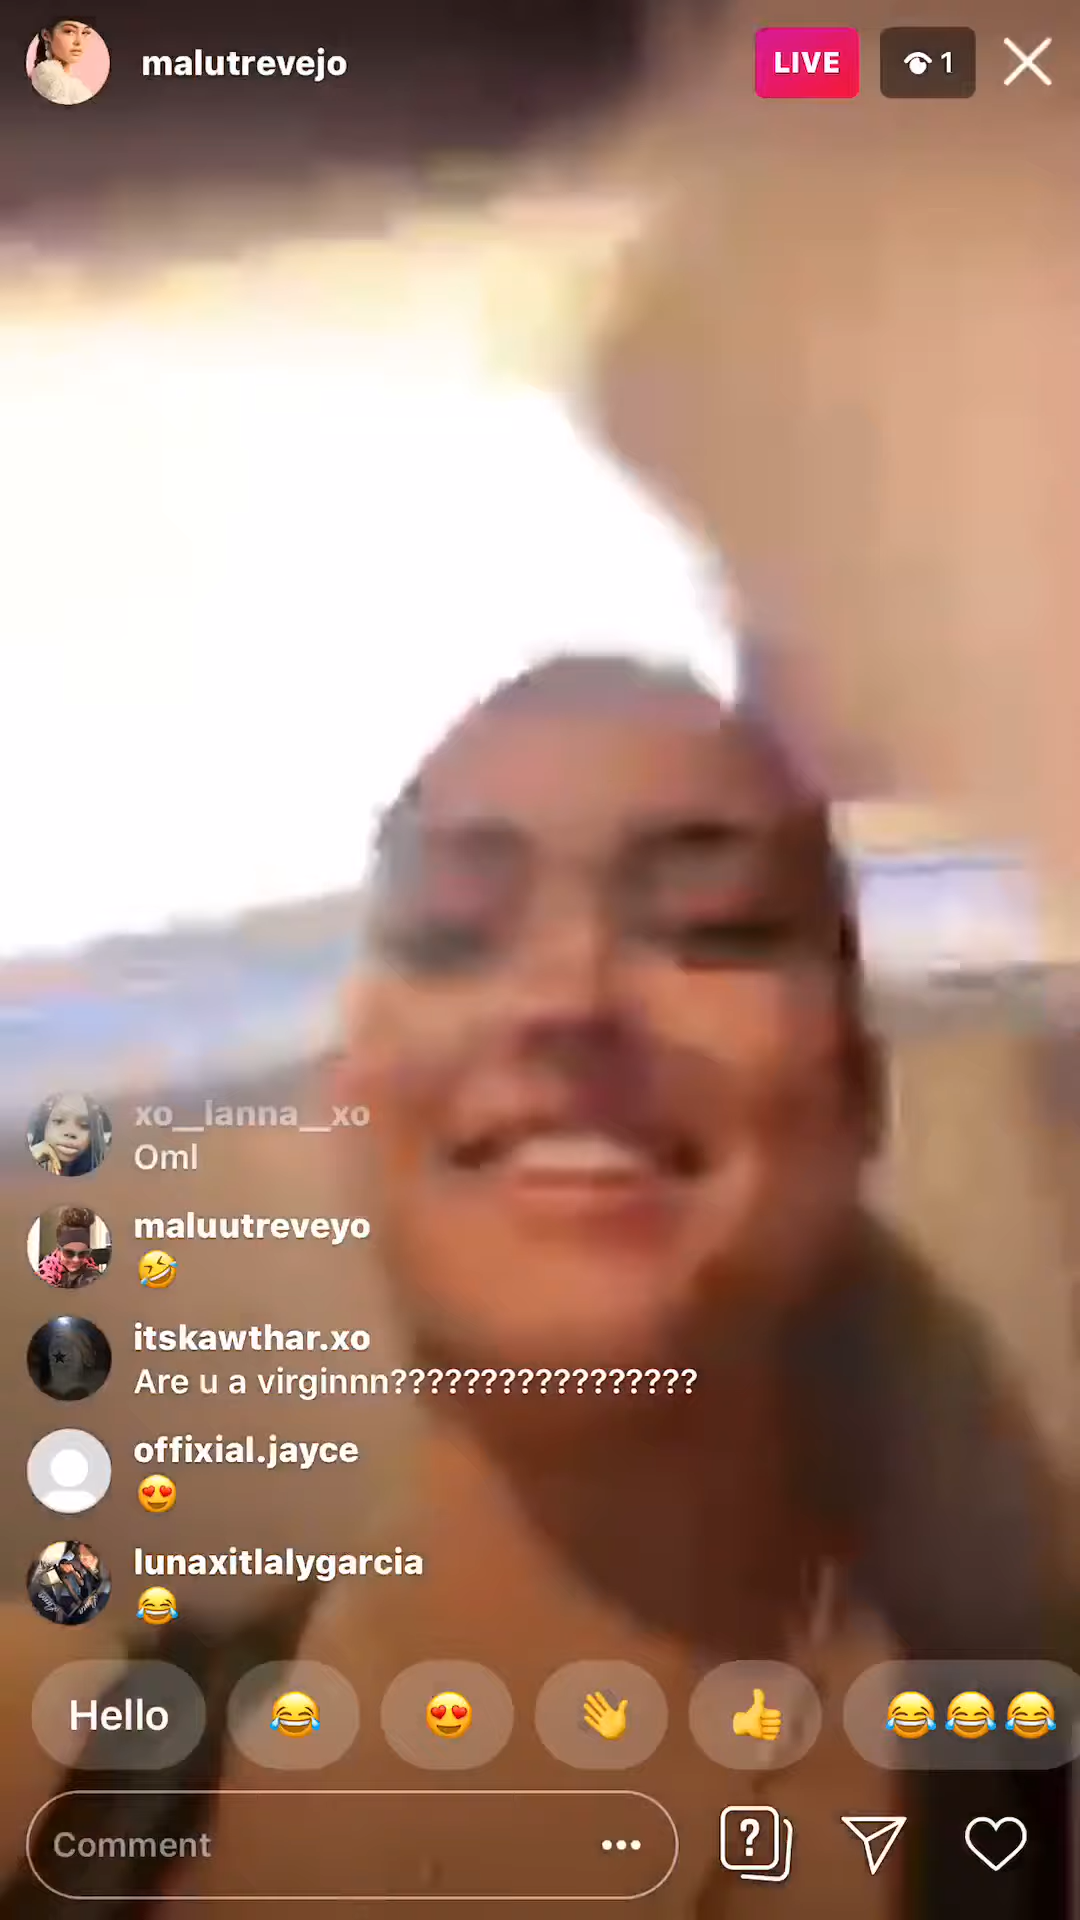 malutrevejo
LIVE
1
xo__lanna__xo
Oml
maluutreveyo
🤣
itskawthar.xo
Are u a virginnn?????????????????
offixial.jayce
😍
lunaxitlalygarcia
😂
Hello 😂 😍 👋 👍 😂😂😂
Comment